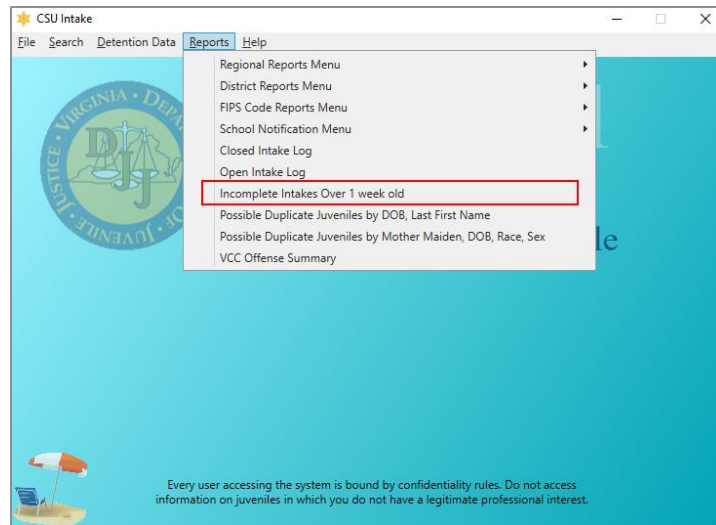 CSU Intake
File Search Detention Data Reports Help
Regional Reports Menu
District Reports Menu
FIPS Code Reports Menu
School Notification Menu
Closed Intake Log
Open Intake Log
Incomplete Intakes Over 1 week old
Possible Duplicate Juveniles by DOB, Last First Name
Possible Duplicate Juveniles by Mother Maiden, DOB, Race, Sex
VCC Offense Summary
VIRGINIA • DE
DJJ
JUSTICE • OF JUVENIL
le
Every user accessing the system is bound by confidentiality rules. Do not access
information on juveniles in which you do not have a legitimate professional interest.